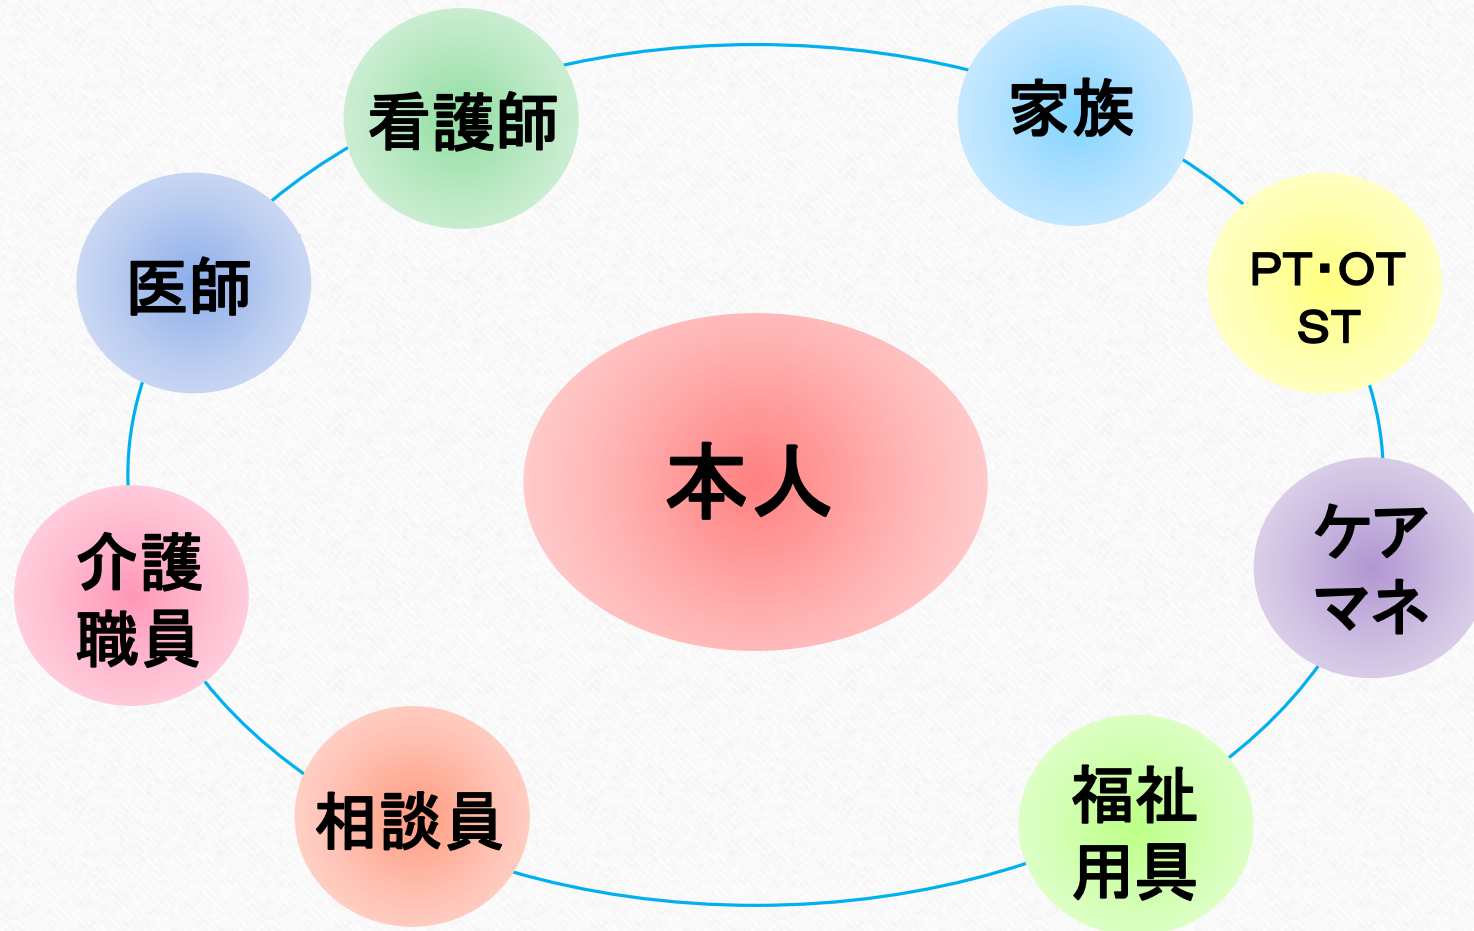 看護師
家族
医師
PT・OT
ST
本人
介護
職員
ケア
マネ
相談員
福祉
用具